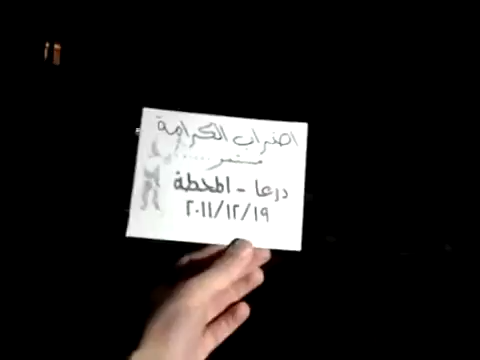 اضراب الكرامة
مستمر.....
درعا - المحطة
٢٠١١/١٢/١٩